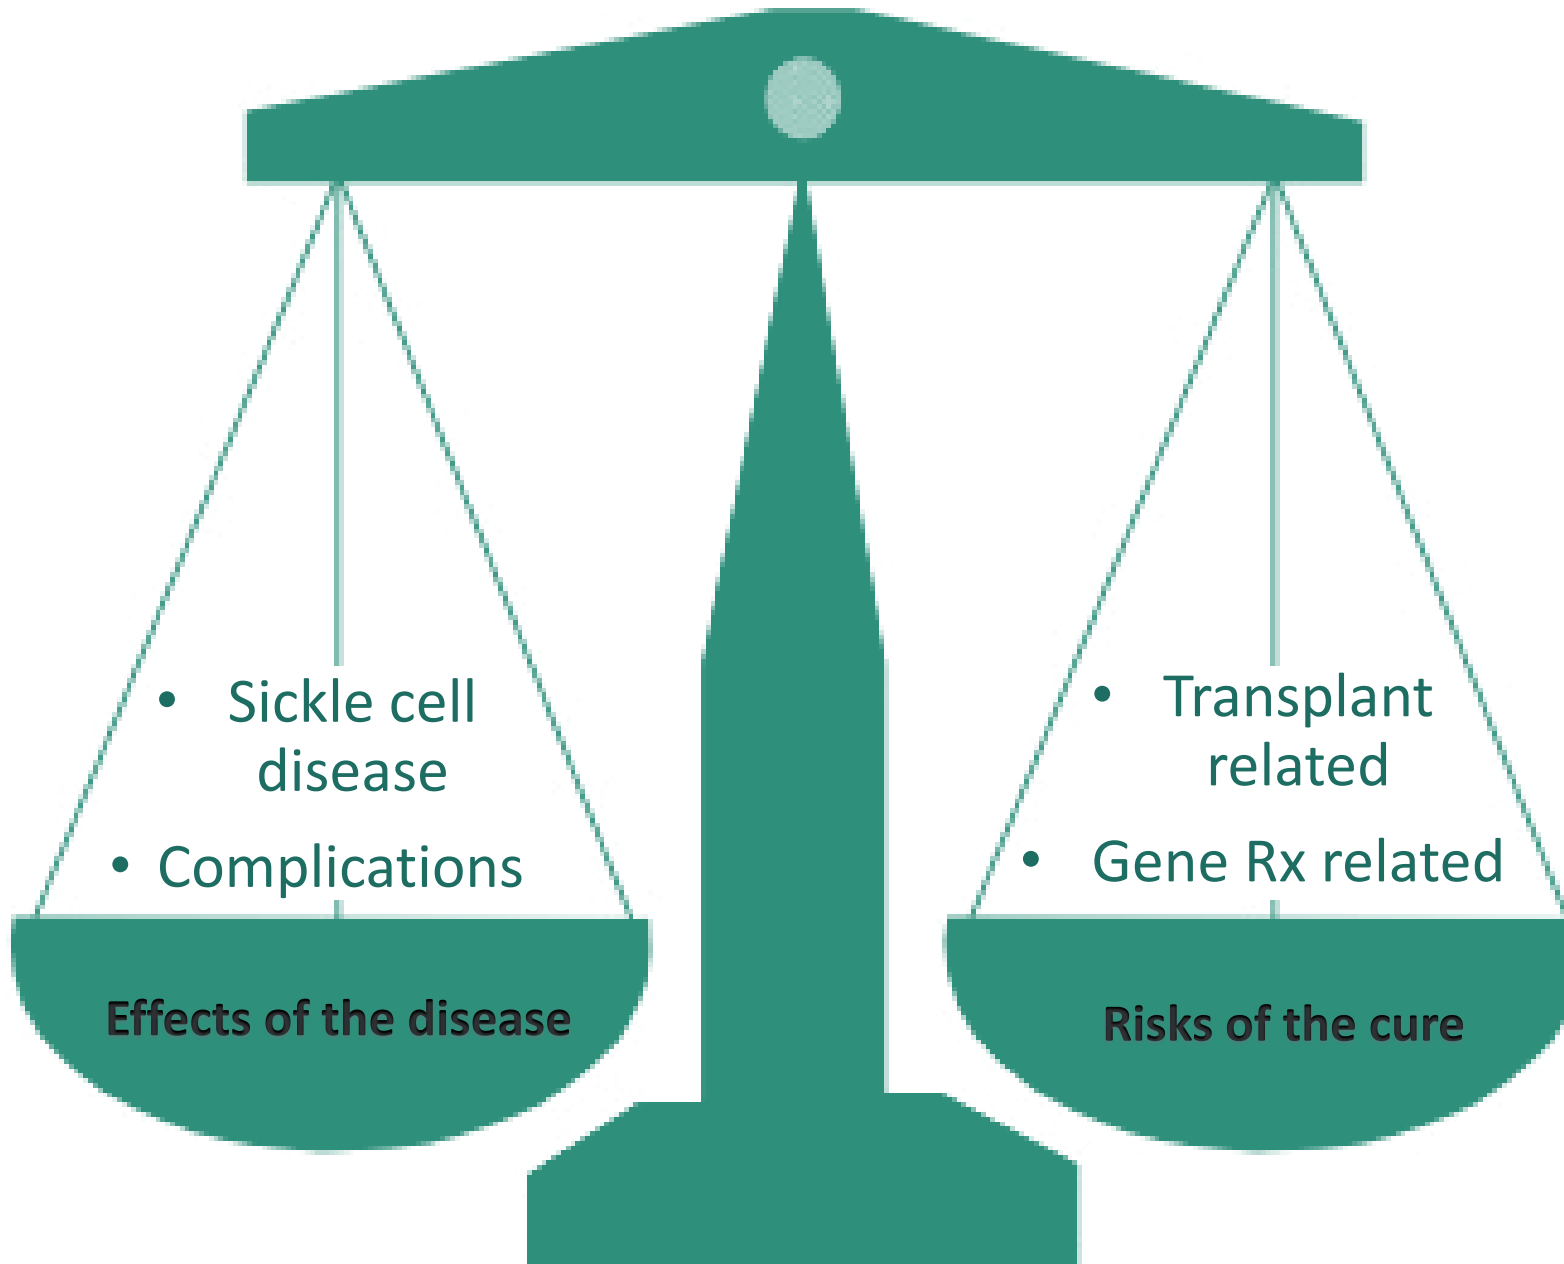 • Sickle cell
disease
• Complications
Effects of the disease
• Transplant
related
• Gene Rx related
Risks of the cure